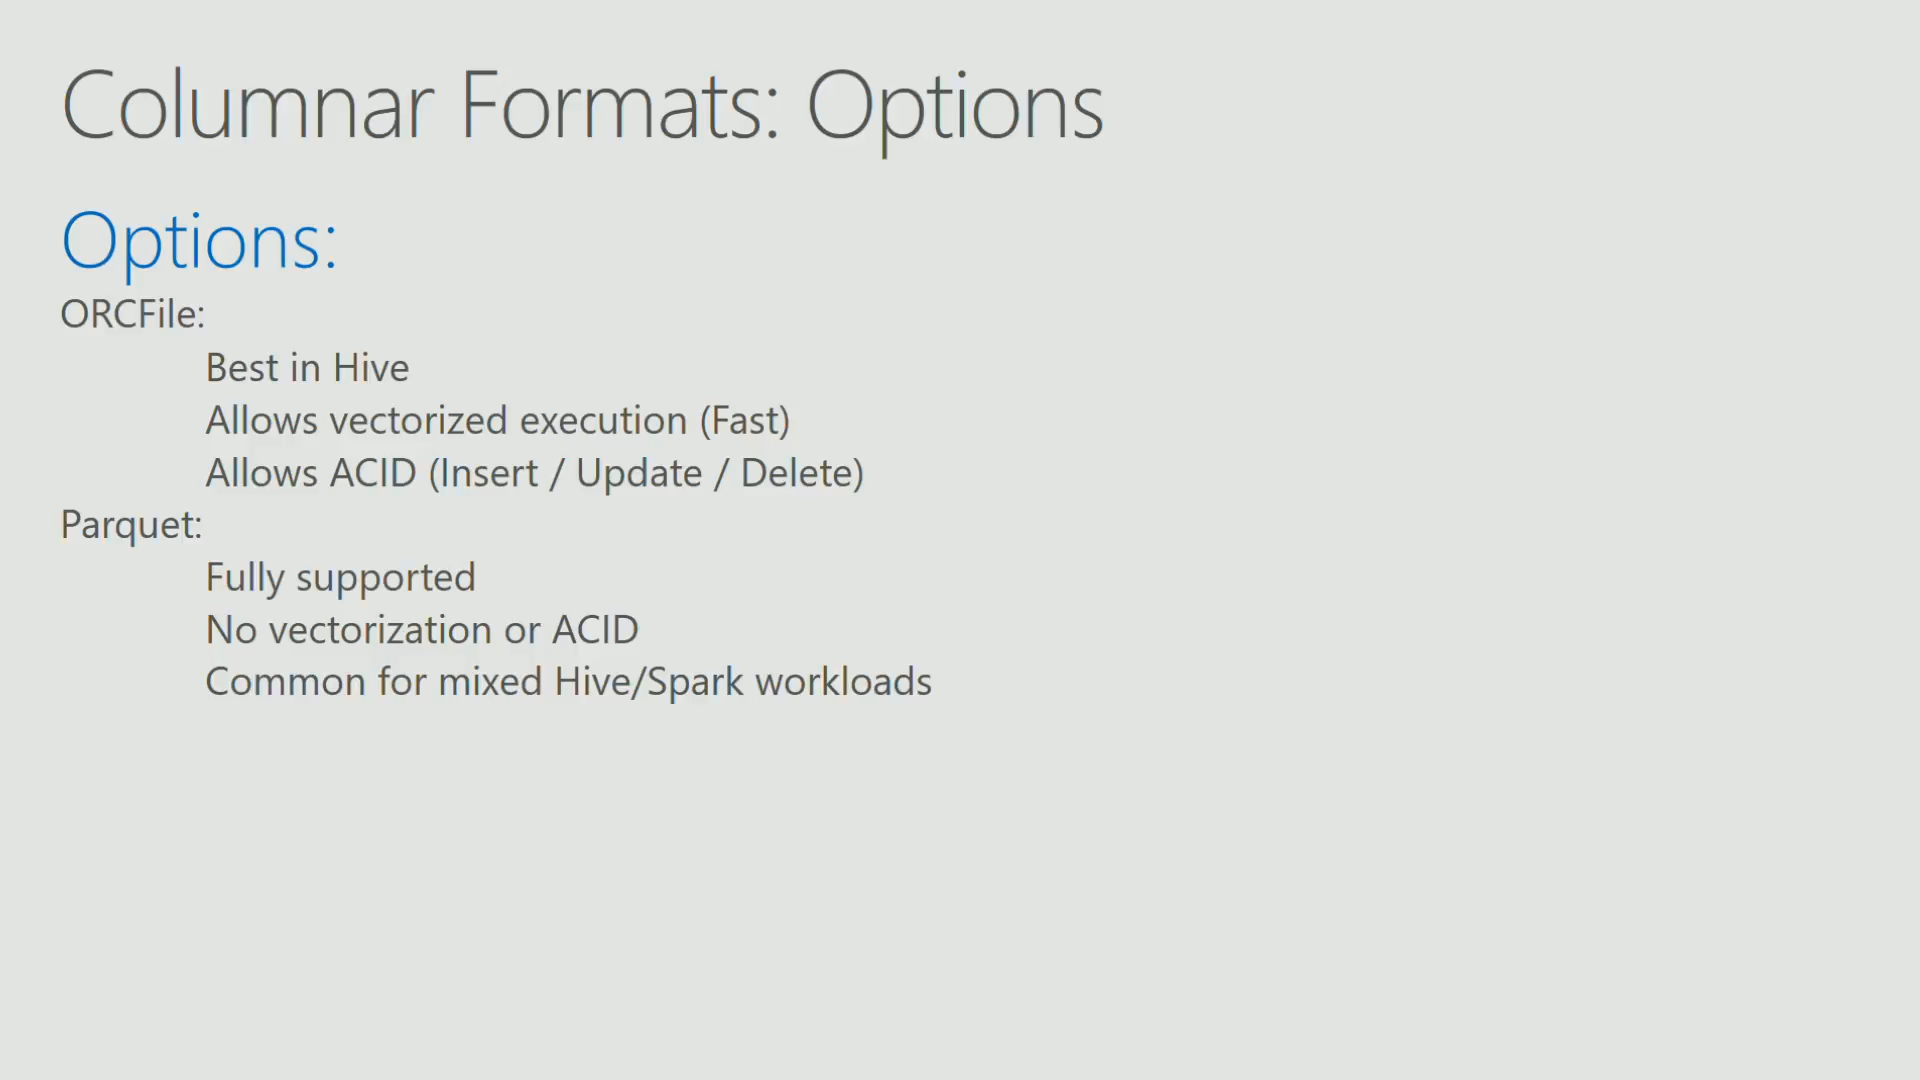 Columnar Formats: Options
Options:
ORCFile:
Best in Hive
Allows vectorized execution (Fast)
Allows ACID (Insert / Update / Delete)
Parquet:
Fully supported
No vectorization or ACID
Common for mixed Hive/Spark workloads